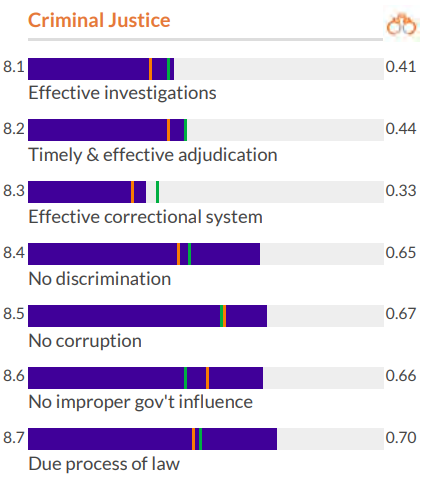 Criminal Justice
8.1 0.41
Effective investigations
8.2 0.44
Timely & effective adjudication
8.3 0.33
Effective correctional system
8.4 0.65
No discrimination
8.5 0.67
No corruption
8.6 0.66
No improper gov't influence
8.7 0.70
Due process of law